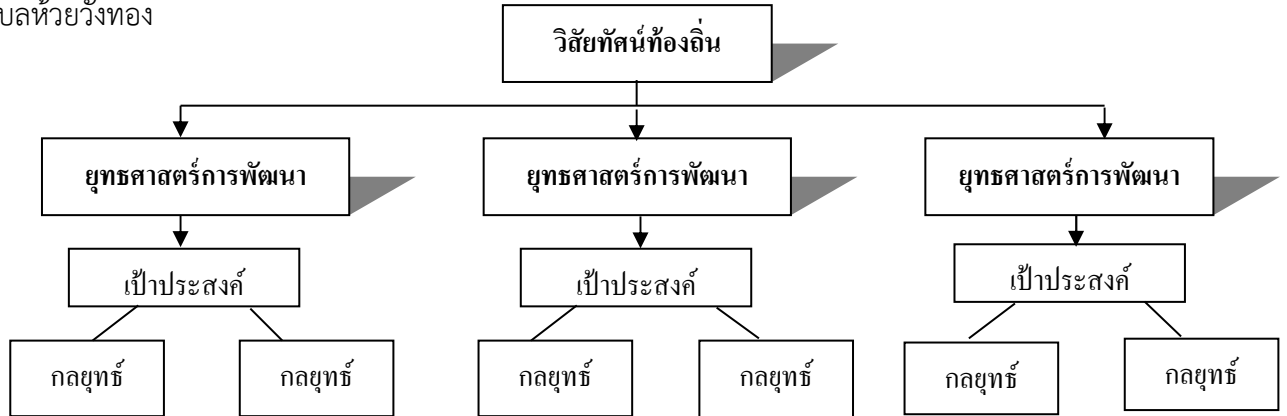 บลห้วยวังทอง
วิสัยทัศน์ท้องถิ่น
ยุทธศาสตร์การพัฒนา ยุทธศาสตร์การพัฒนา ยุทธศาสตร์การพัฒนา
เป้าประสงค์ เป้าประสงค์ เป้าประสงค์
กลยุทธ์ กลยุทธ์ กลยุทธ์ กลยุทธ์ กลยุทธ์ กลยุทธ์